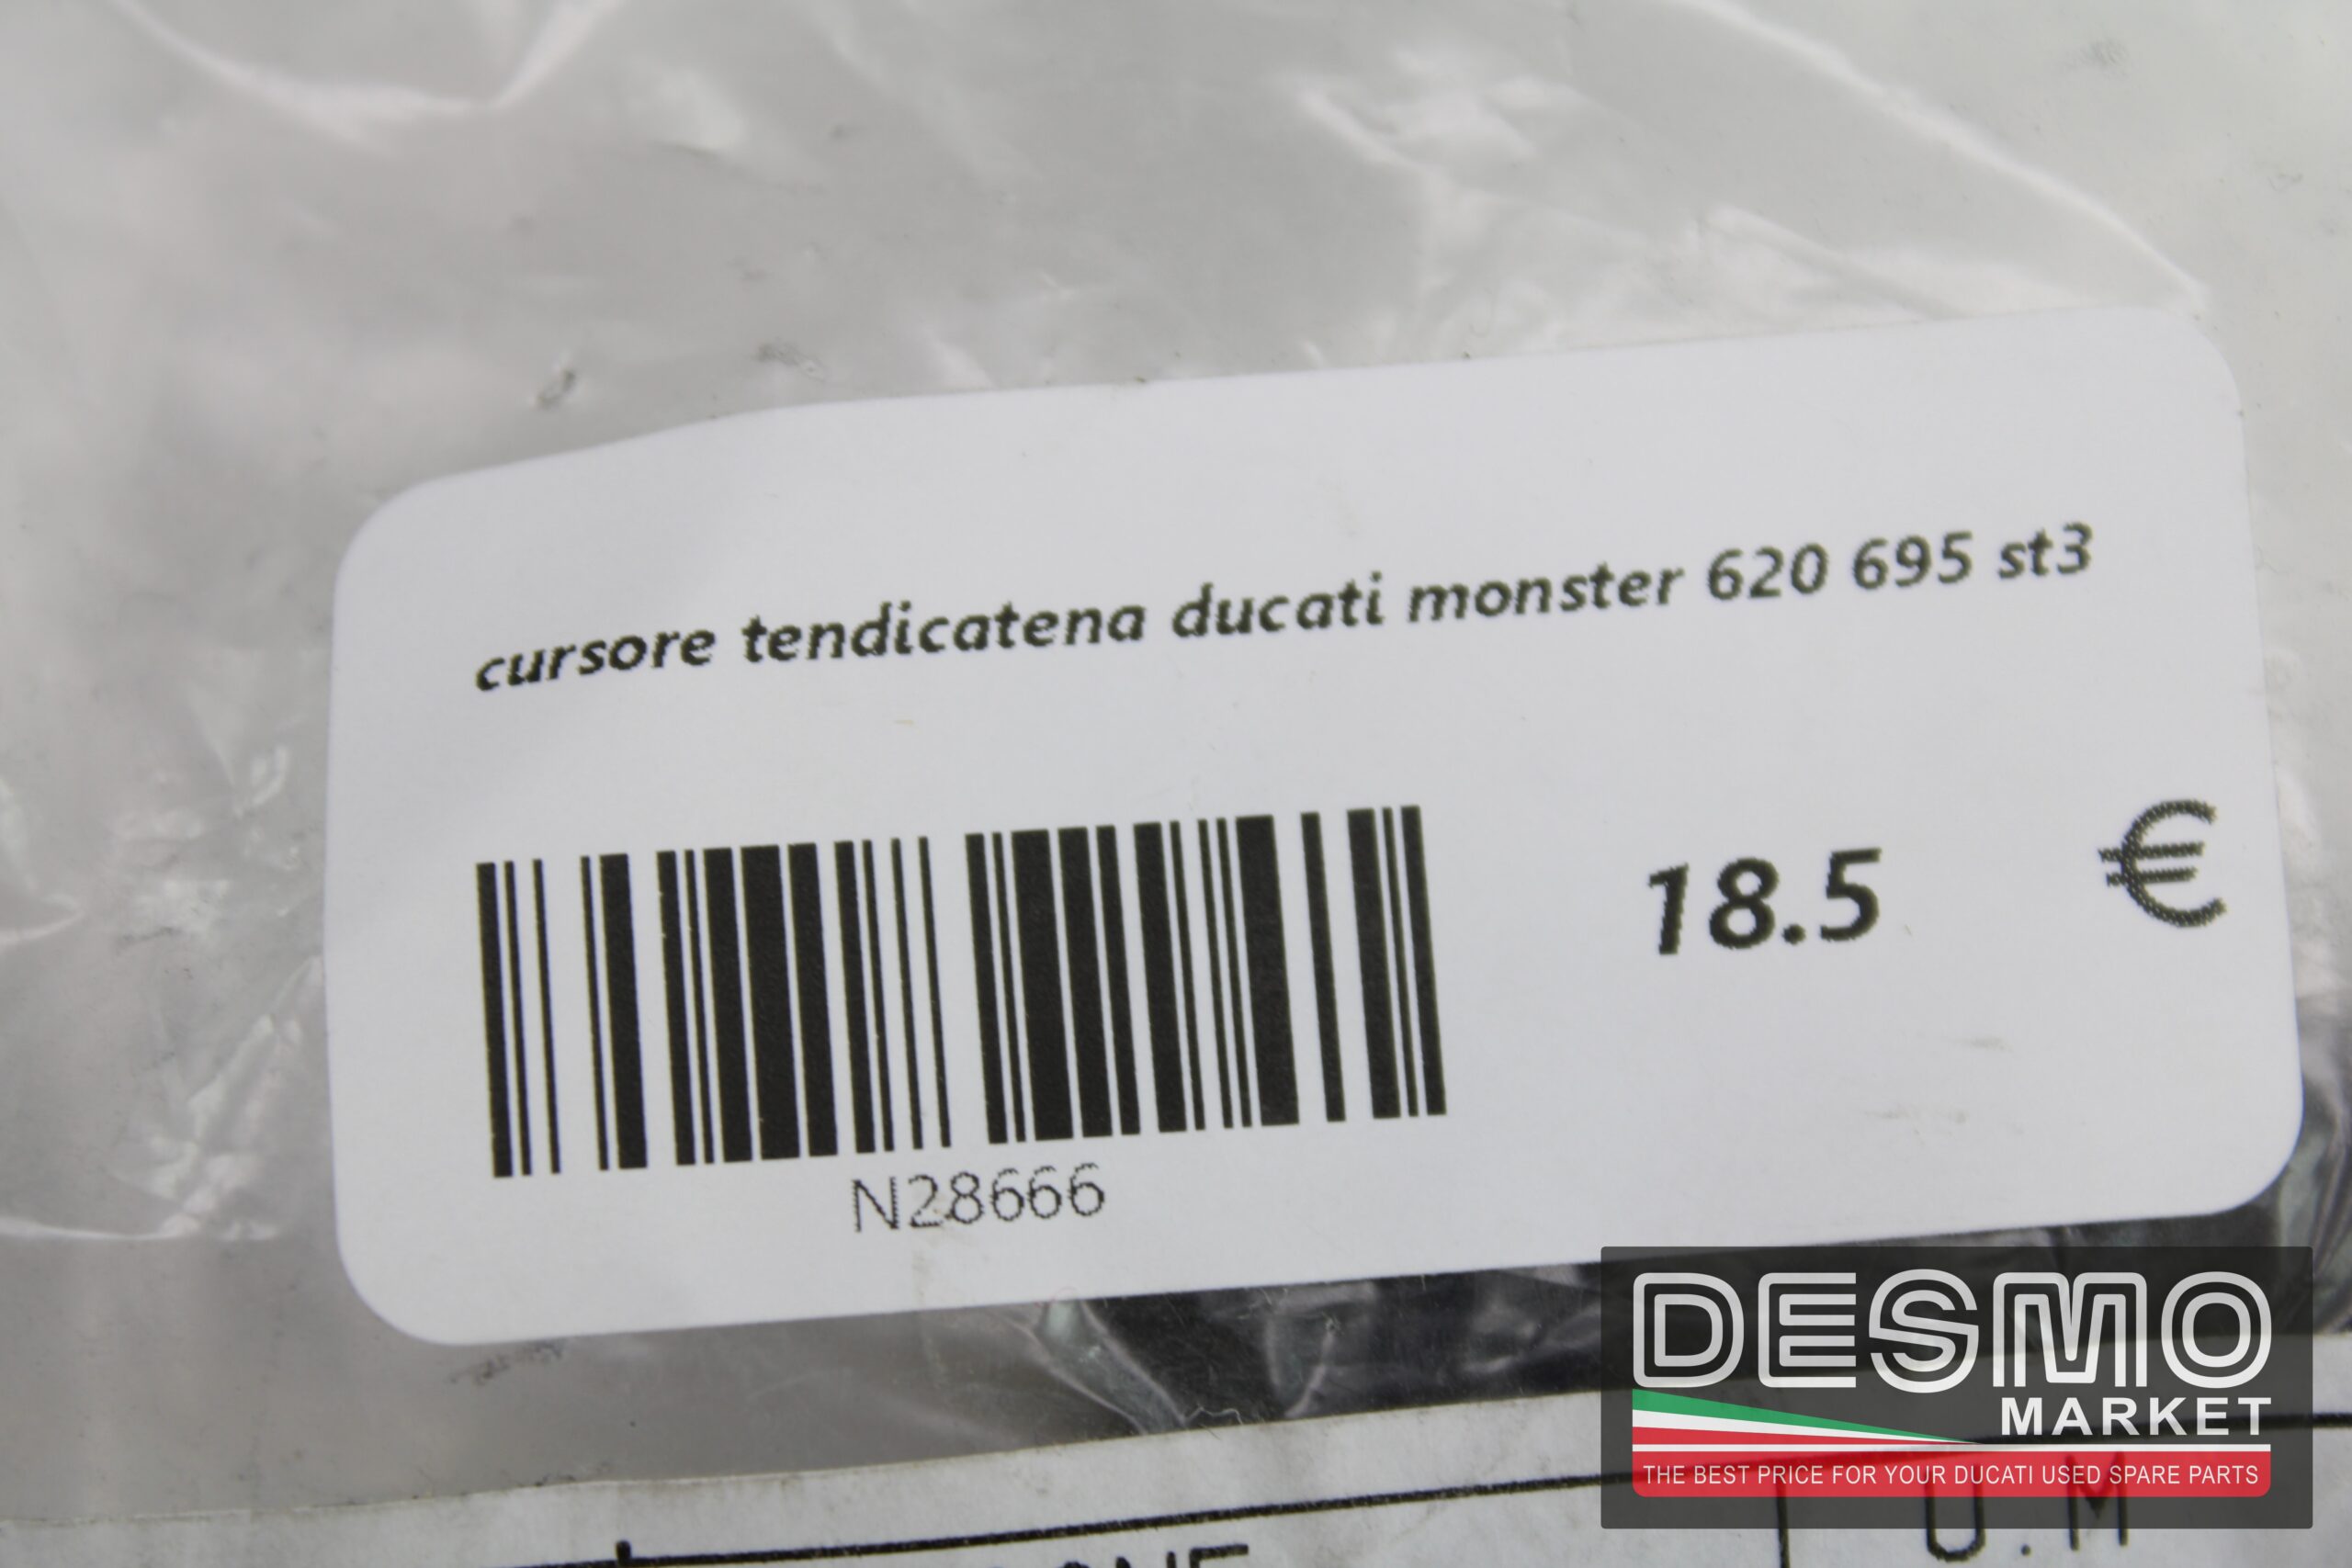 cursore tendicatena ducati monster 620 695 st3
18.5 €
N28666
DESMO
MARKET
THE BEST PRICE FOR YOUR DUCATI USED SPARE PARTS
U.M